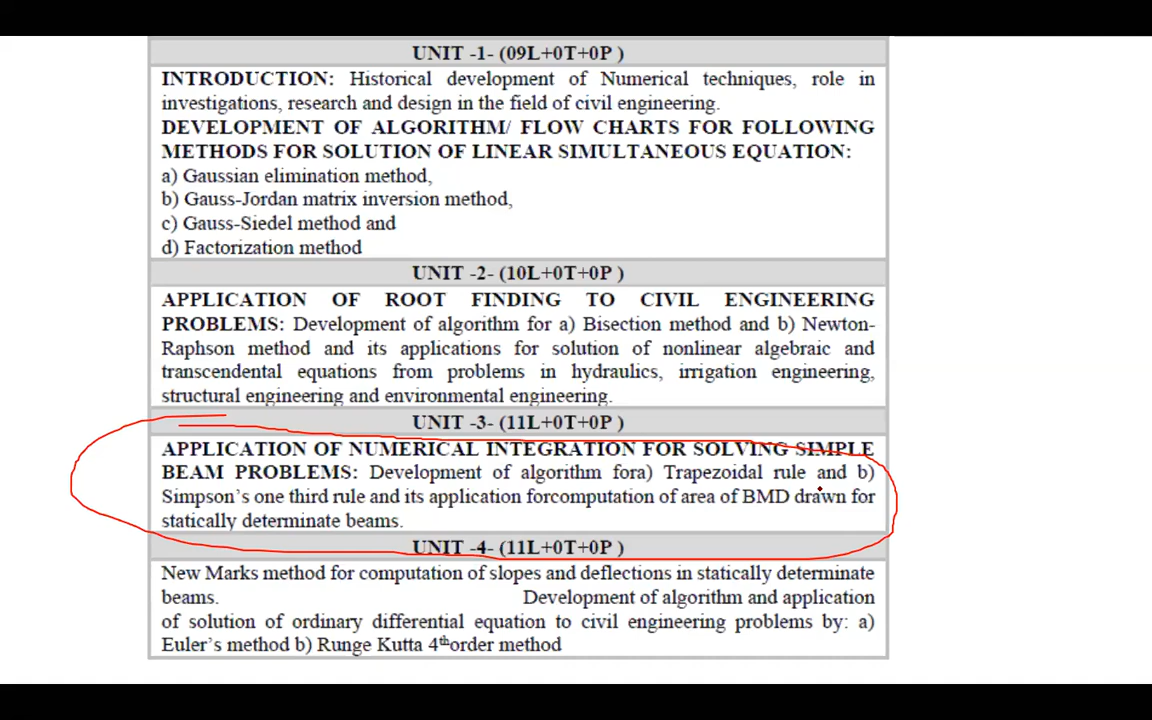 UNIT -1- (09L+0T+0P )
INTRODUCTION: Historical development of Numerical techniques, role in
investigations, research and design in the field of civil engineering.
DEVELOPMENT OF ALGORITHM/ FLOW CHARTS FOR FOLLOWING
METHODS FOR SOLUTION OF LINEAR SIMULTANEOUS EQUATION:
a) Gaussian elimination method,
b) Gauss-Jordan matrix inversion method,
c) Gauss-Siedel method and
d) Factorization method
UNIT -2- (10L+0T+0P )
APPLICATION OF ROOT FINDING TO CIVIL ENGINEERING
PROBLEMS: Development of algorithm for a) Bisection method and b) Newton-
Raphson method and its applications for solution of nonlinear algebraic and
transcendental equations from problems in hydraulics, irrigation engineering,
structural engineering and environmental engineering.
UNIT -3- (11L+0T+0P )
APPLICATION OF NUMERICAL INTEGRATION FOR SOLVING SIMPLE
BEAM PROBLEMS: Development of algorithm fora) Trapezoidal rule and b)
Simpson's one third rule and its application forcomputation of area of BMD drawn for
statically determinate beams.
UNIT -4- (11L+0T+0P )
New Marks method for computation of slopes and deflections in statically determinate
beams. Development of algorithm and application
of solution of ordinary differential equation to civil engineering problems by: a)
Euler's method b) Runge Kutta 4thorder method